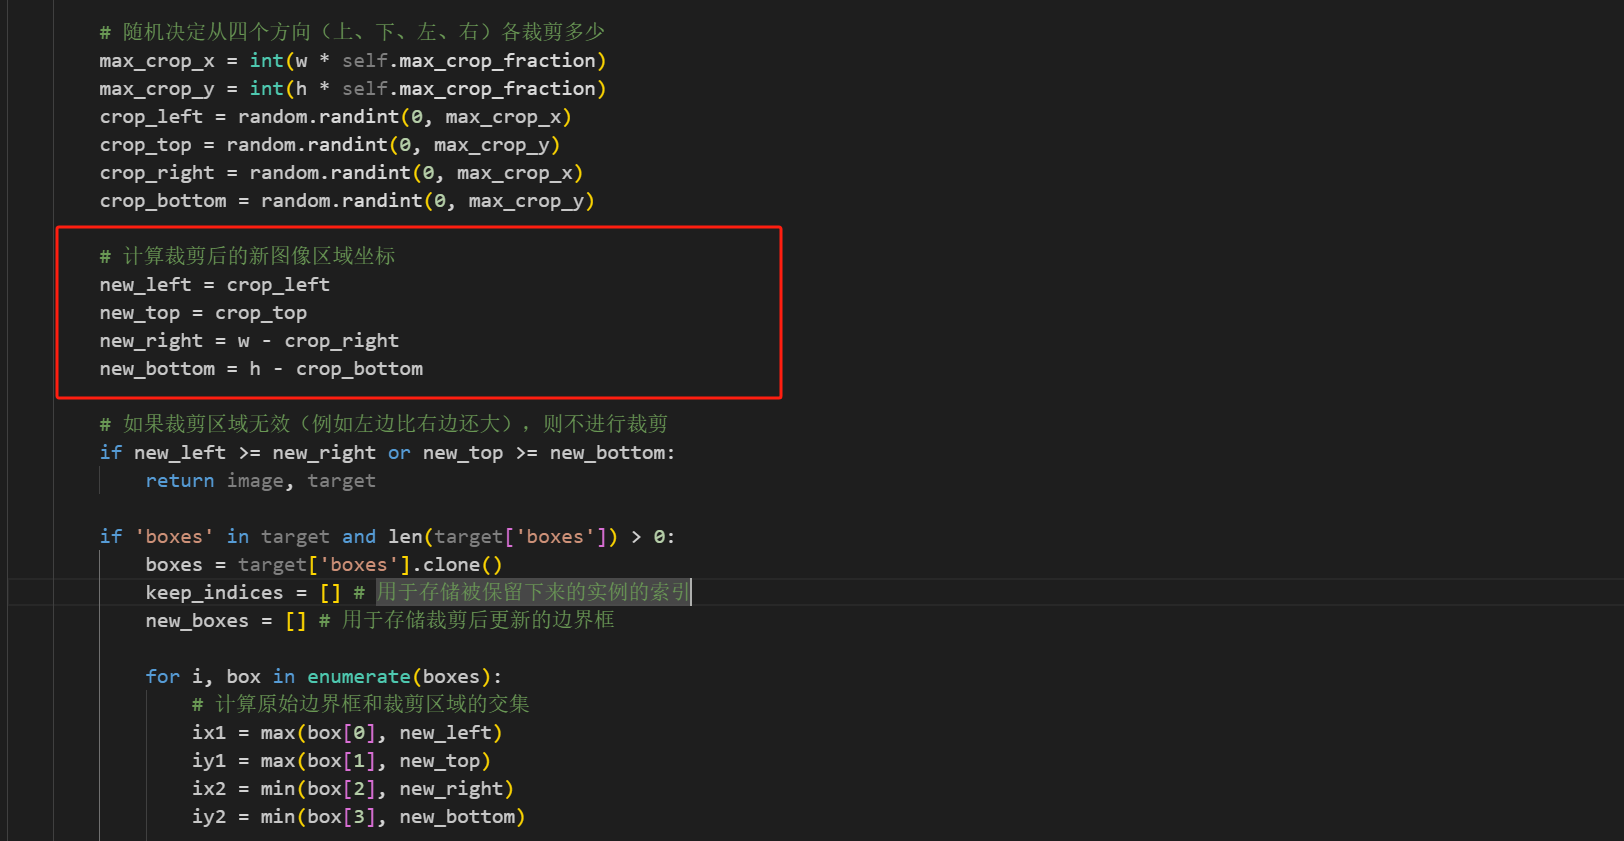 # 随机决定从四个方向（上、下、左、右）各裁剪多少
max_crop_x = int(w * self.max_crop_fraction)
max_crop_y = int(h * self.max_crop_fraction)
crop_left = random.randint(0, max_crop_x)
crop_top = random.randint(0, max_crop_y)
crop_right = random.randint(0, max_crop_x)
crop_bottom = random.randint(0, max_crop_y)
# 计算裁剪后的新图像区域坐标
new_left = crop_left
new_top = crop_top
new_right = w - crop_right
new_bottom = h - crop_bottom
# 如果裁剪区域无效（例如左边比右边还大），则不进行裁剪
if new_left >= new_right or new_top >= new_bottom:
return image, target
if 'boxes' in target and len(target['boxes']) > 0:
boxes = target['boxes'].clone()
keep_indices = [] # 用于存储被保留下来的实例的索引
new_boxes = [] # 用于存储裁剪后更新的边界框
for i, box in enumerate(boxes):
# 计算原始边界框和裁剪区域的交集
ix1 = max(box[0], new_left)
iy1 = max(box[1], new_top)
ix2 = min(box[2], new_right)
iy2 = min(box[3], new_bottom)